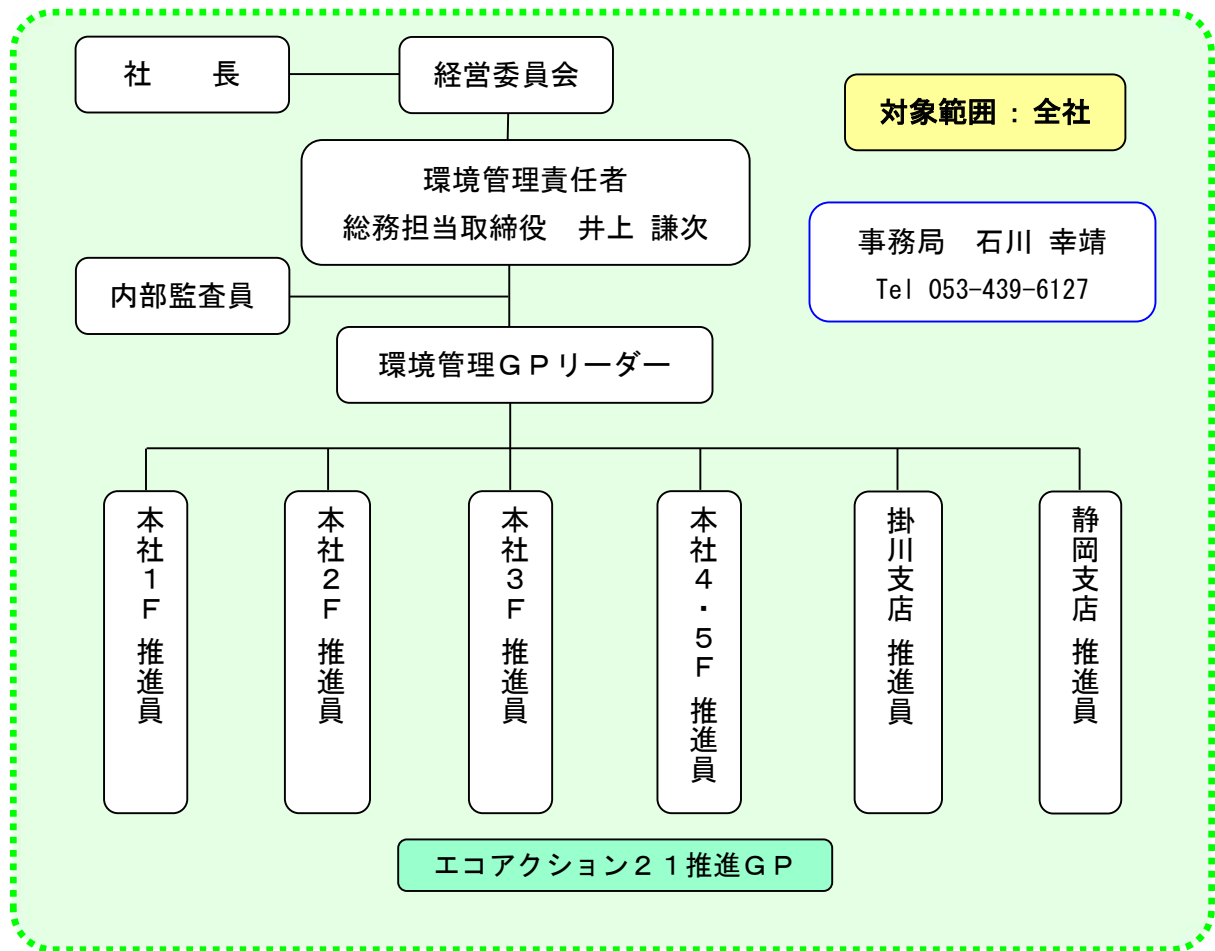 社　　長
経営委員会
対象範囲：全社
環境管理責任者
総務担当取締役　井上 謙次
事務局　石川 幸靖
Tel 053-439-6127
内部監査員
環境管理ＧＰリーダー
本社１Ｆ 推進員
本社２Ｆ 推進員
本社３Ｆ 推進員
本社４・５Ｆ 推進員
掛川支店 推進員
静岡支店 推進員
エコアクション２１推進ＧＰ